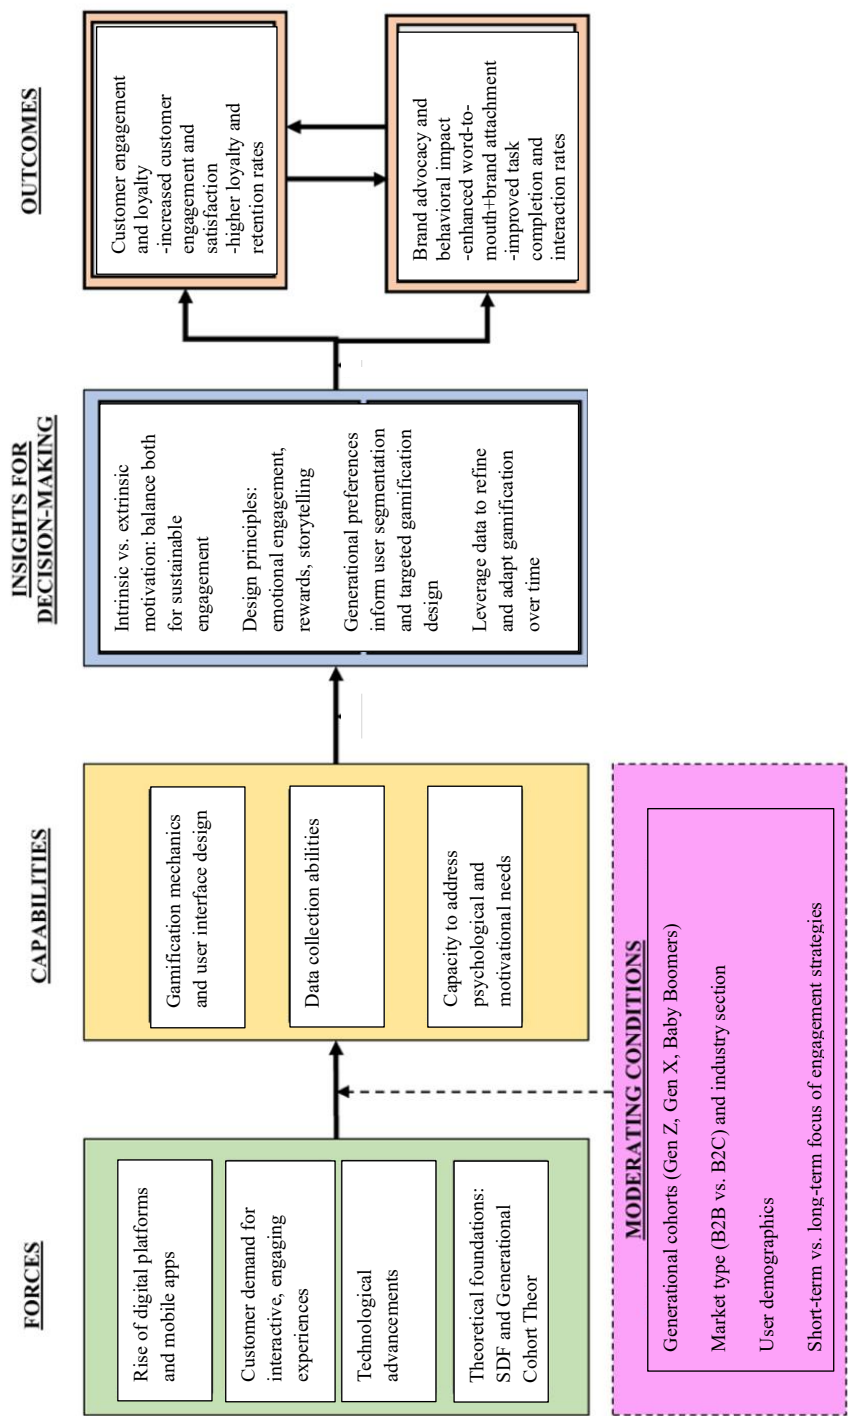 FORCES
Rise of digital platforms
and mobile apps
Customer demand for
interactive, engaging
experiences
Technological
advancements
Theoretical foundations:
SDF and Generational
Cohort Theor
CAPABILITIES
Gamification mechanics
and user interface design
Data collection abilities
Capacity to address
psychological and
motivational needs
INSIGHTS FOR
DECISION-MAKING
Intrinsic vs. extrinsic
motivation: balance both
for sustainable
engagement
Design principles:
emotional engagement,
rewards, storytelling
Generational preferences
inform user segmentation
and targeted gamification
design
Leverage data to refine
and adapt gamification
over time
OUTCOMES
Customer engagement
and loyalty
-increased customer
engagement and
satisfaction
-higher loyalty and
retention rates
Brand advocacy and
behavioral impact
-enhanced word-to-
mouth+brand attachment
-improved task
completion and
interaction rates
MODERATING CONDITIONS
Generational cohorts (Gen Z, Gen X, Baby Boomers)
Market type (B2B vs. B2C) and industry section
User demographics
Short-term vs. long-term focus of engagement strategies